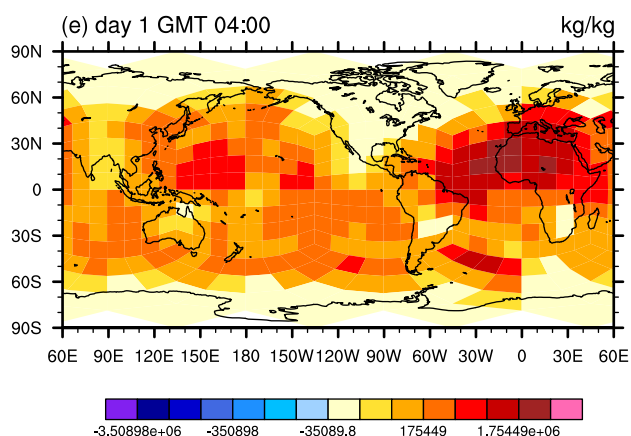 (e) day 1 GMT 04:00 kg/kg
90N
60N
30N
0
30S
60S
90S
60E 90E 120E 150E 180 150W 120W 90W 60W 30W 0 30E 60E
-3.50898e+06 -350898 -35089.8 175449 1.75449e+06